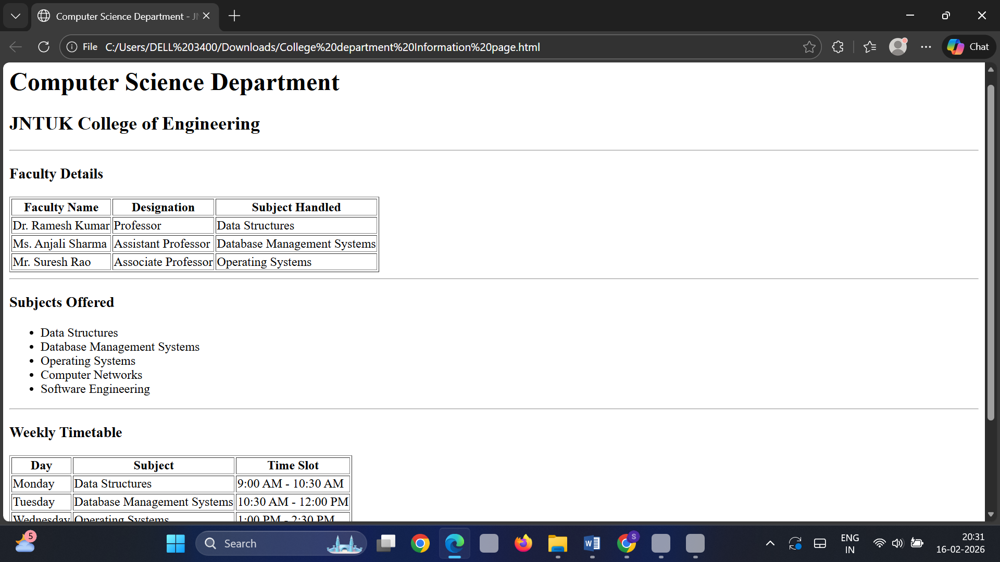 Computer Science Department - JN
File C:/Users/DELL%203400/Downloads/College%20department%20Information%20page.html
Chat
Computer Science Department
JNTUK College of Engineering
Faculty Details
Faculty Name Designation Subject Handled
Dr. Ramesh Kumar Professor Data Structures
Ms. Anjali Sharma Assistant Professor Database Management Systems
Mr. Suresh Rao Associate Professor Operating Systems
Subjects Offered
• Data Structures
• Database Management Systems
• Operating Systems
• Computer Networks
• Software Engineering
Weekly Timetable
Day Subject Time Slot
Monday Data Structures 9:00 AM - 10:30 AM
Tuesday Database Management Systems 10:30 AM - 12:00 PM
Wednesday Operating Systems 1:00 PM - 2:30 PM
5
Search
W
S
ENG
IN
20:31
16-02-2026